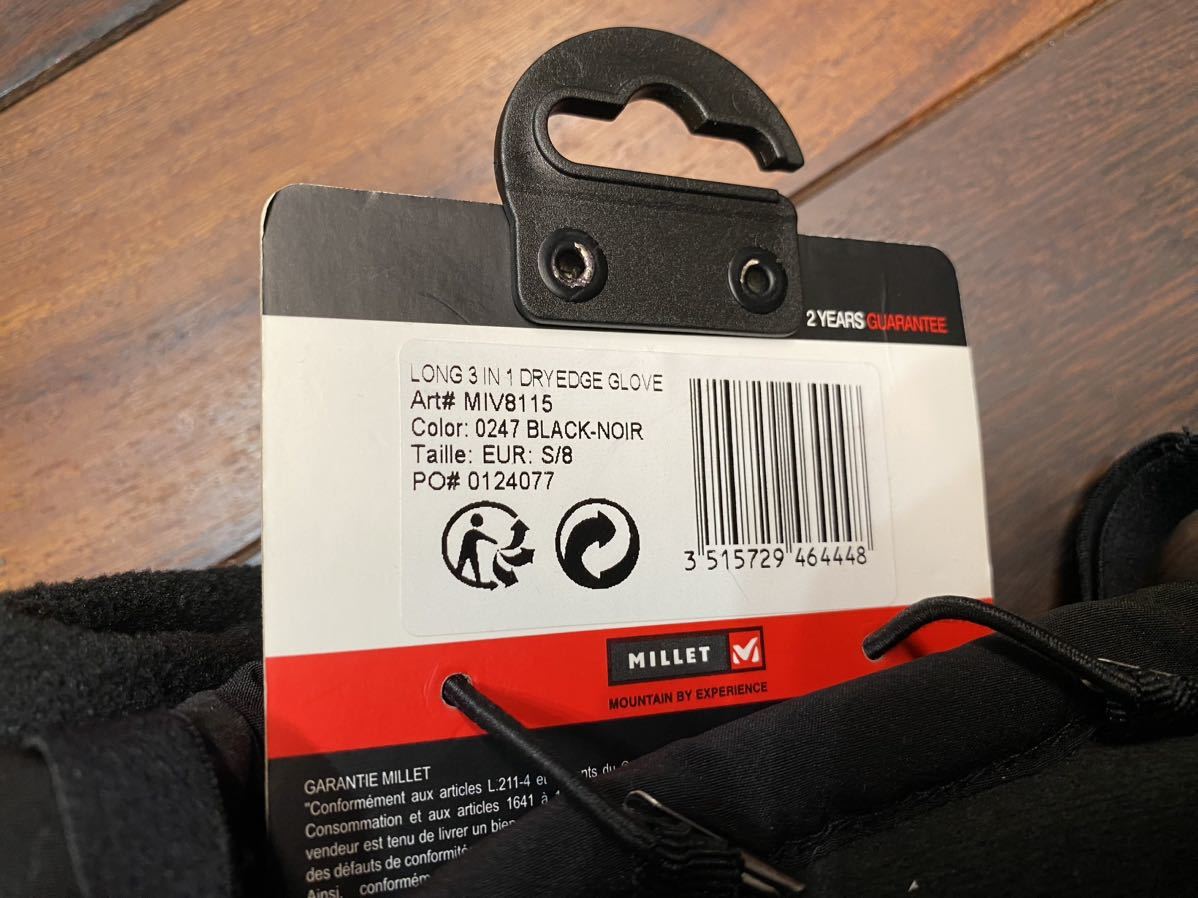 2 YEARS GUARANTEE
LONG 3 IN 1 DRYEDGE GLOVE
Art# MIV8115
Color: 0247 BLACK-NOIR
Taille: EUR: S/8
PO# 0124077
3 515729 464448
MILLET
MOUNTAIN BY EXPERIENCE
GARANTIE MILLET
"Conformément aux articles L.211-4 et du
Consommation et aux articles 1641 à
vendeur est tenu de livrer un bien
des défauts de conformité
Ainsi,